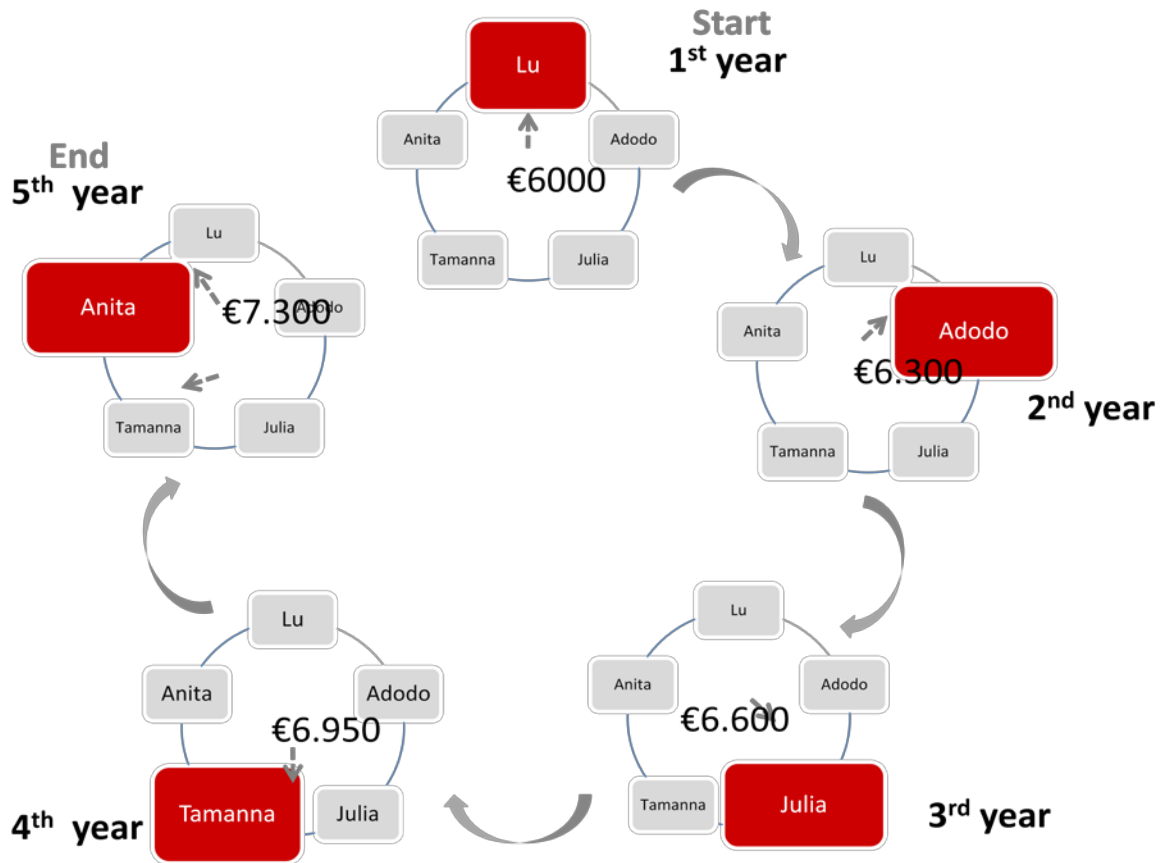 Start
1st year
Lu
Anita
Adodo
€6000
Tamanna
Julia
Lu
Anita
Adodo
€6.300
2nd year
Tamanna
Julia
Lu
Anita
Adodo
€6.600
Tamanna
Julia
3rd year
Lu
Anita
Adodo
€6.950
Tamanna
Julia
4th year
End
5th year
Lu
Anita
Adodo
€7.300
Tamanna
Julia